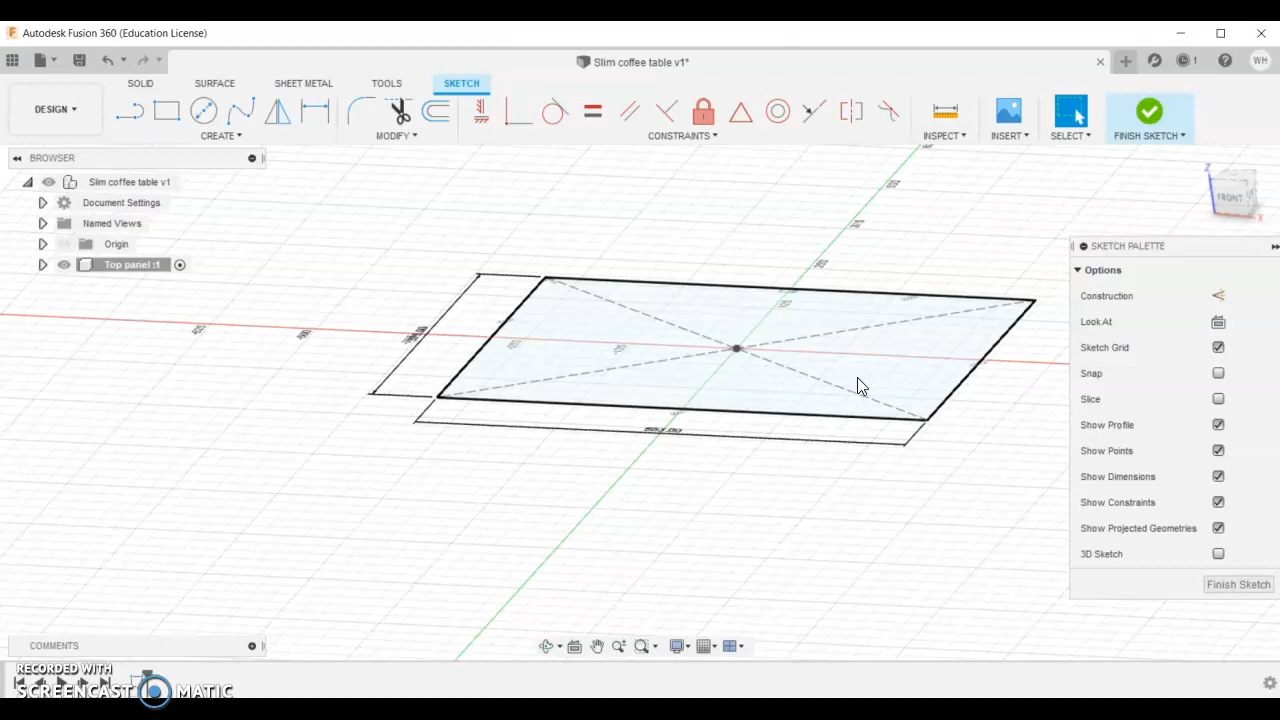 Autodesk Fusion 360 (Education License)
Slim coffee table v1*
1
WH
SOLID SURFACE SHEET METAL TOOLS SKETCH
DESIGN
CREATE MODIFY CONSTRAINTS INSPECT INSERT SELECT FINISH SKETCH
BROWSER
Slim coffee table v1
Document Settings
Named Views
Origin
Top panel :1
Z
FRONT
X
SKETCH PALETTE
Options
Construction
Look At
Sketch Grid
Snap
Slice
Show Profile
Show Points
Show Dimensions
Show Constraints
Show Projected Geometries
3D Sketch
Finish Sketch
COMMENTS
RECORDED WITH
SCREENCAST MATIC